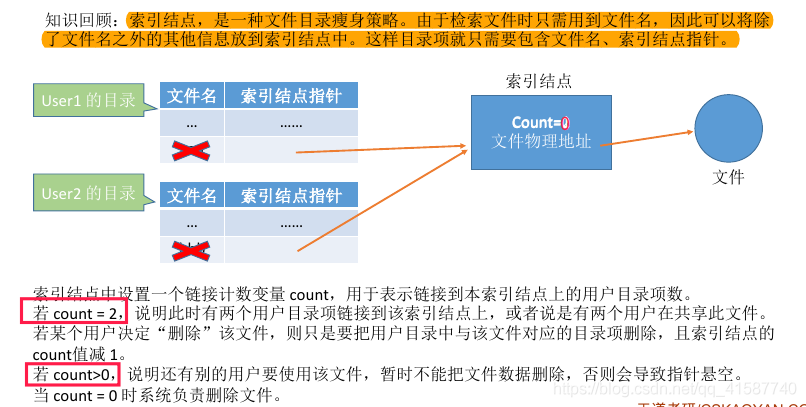 知识回顾：索引结点，是一种文件目录瘦身策略。由于检索文件时只需用到文件名，因此可以将除
了文件名之外的其他信息放到索引结点中。这样目录项就只需要包含文件名、索引结点指针。
User1 的目录
文件名 索引结点指针
... ......
索引结点
Count=0
文件物理地址
文件
User2 的目录
文件名 索引结点指针
... ......
索引结点中设置一个链接计数变量 count，用于表示链接到本索引结点上的用户目录项数。
若 count = 2，说明此时有两个用户目录项链接到该索引结点上，或者说是有两个用户在共享此文件。
若某个用户决定“删除”该文件，则只是要把用户目录中与该文件对应的目录项删除，且索引结点的
count值减 1。
若 count>0，说明还有别的用户要使用该文件，暂时不能把文件数据删除，否则会导致指针悬空。
当 count = 0 时系统负责删除文件。
https://blog.csdn.net/qq_41587740